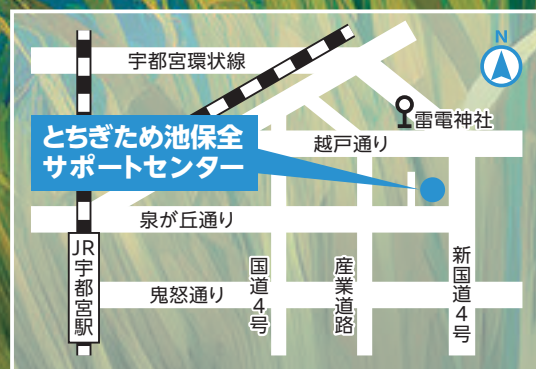 宇都宮環状線
N
雷電神社
とちぎため池保全
サポートセンター
越戸通り
泉が丘通り
JR宇都宮駅
国道4号
産業道路
新国道4号
鬼怒通り